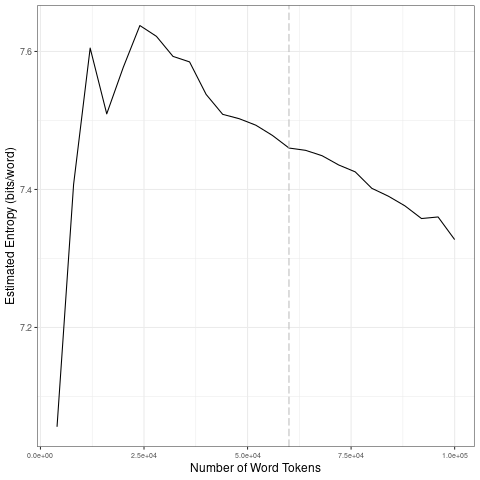 Estimated Entropy (bits/word)
7.6
7.4
7.2
0.0e+00 2.5e+04 5.0e+04 7.5e+04 1.0e+05
Number of Word Tokens